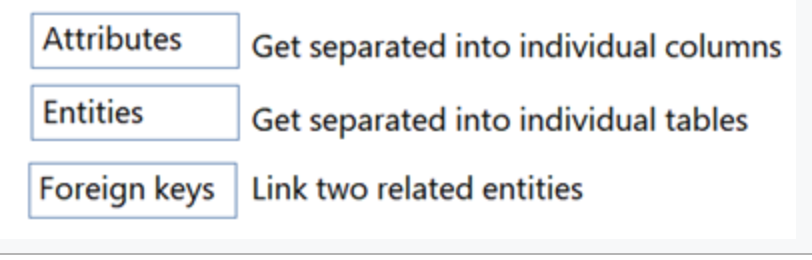 Attributes Get separated into individual columns
Entities Get separated into individual tables
Foreign keys Link two related entities